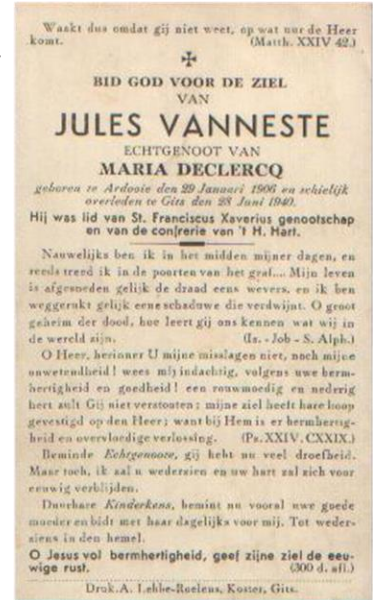 Waakt dus omdat gij niet weet, op wat uur de Heer
komt. (Matth. XXIV 42.)
BID GOD VOOR DE ZIEL
VAN
JULES VANNESTE
ECHTGENOOT VAN
MARIA DECLERCQ
geboren te Ardooie den 29 Januari 1906 en schielijk
overleden te Gits den 28 Juni 1940.
Hij was lid van St. Franciscus Xaverius genootschap
en van de confrerie van 't H. Hart.
Nauwelijks ben ik in het midden mijner dagen, en
reeds treed ik in de poorten van het graf.... Mijn leven
is afgesneden gelijk de draad eens wevers, en ik ben
weggerukt gelijk eene schaduwe die verdwijnt. O groot
geheim der dood, hoe leert gij ons kennen wat wij in
de wereld zijn. (Iz. - Job - S. Alph.)
O Heer, herinner U mijne misslagen niet, noch mijne
onwetendheid! wees mij indachtig, volgens uwe berm-
hertigheid en goedheid! een rouwmoedig en nederig
hert zult Gij niet verstooten; mijne ziel heeft hare hoop
gevestigd op den Heer; want bij Hem is er bermhertig-
heid en overvloedige verlossing. (Ps. XXIV. CXXIX.)
Beminde Echtgenoote, gij hebt nu veel droefheid.
Maar toch, ik zal u wederzien en uw hart zal zich voor
eeuwig verblijden.
Duurbare Kinderkens, bemint nu vooral uwe goede
moeder en bidt met haar dagelijks voor mij. Tot weder-
ziens in den hemel.
O Jesus vol bermhertigheid, geef zijne ziel de eeu-
wige rust. (300 d. afl.)
Druk. A. Lebbe-Roelens, Koster, Gits.